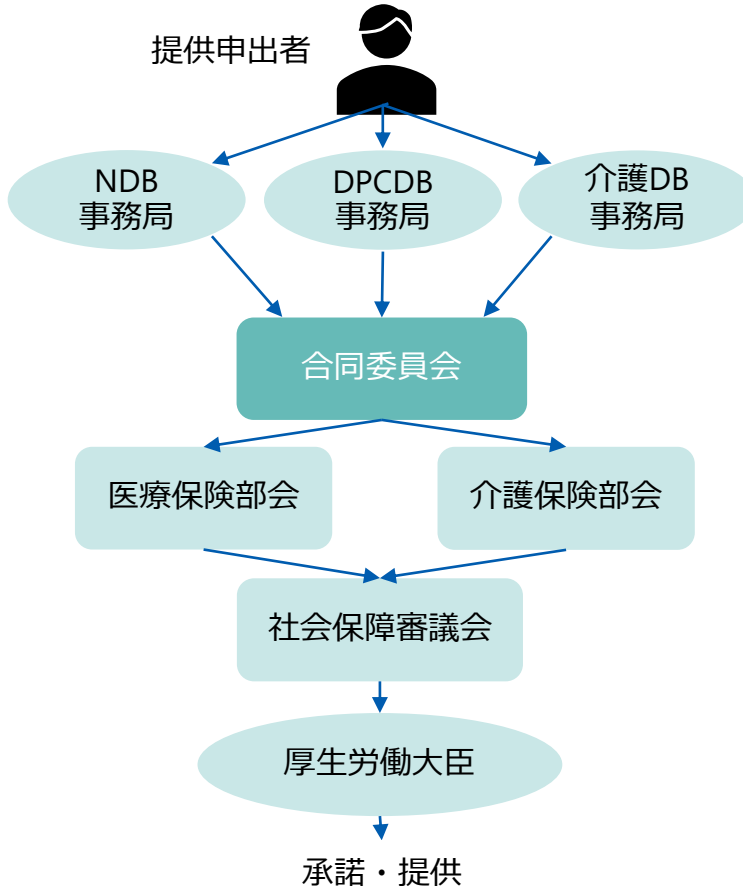 提供申出者
NDB
事務局
DPCDB
事務局
介護DB
事務局
合同委員会
医療保険部会
介護保険部会
社会保障審議会
厚生労働大臣
承諾・提供